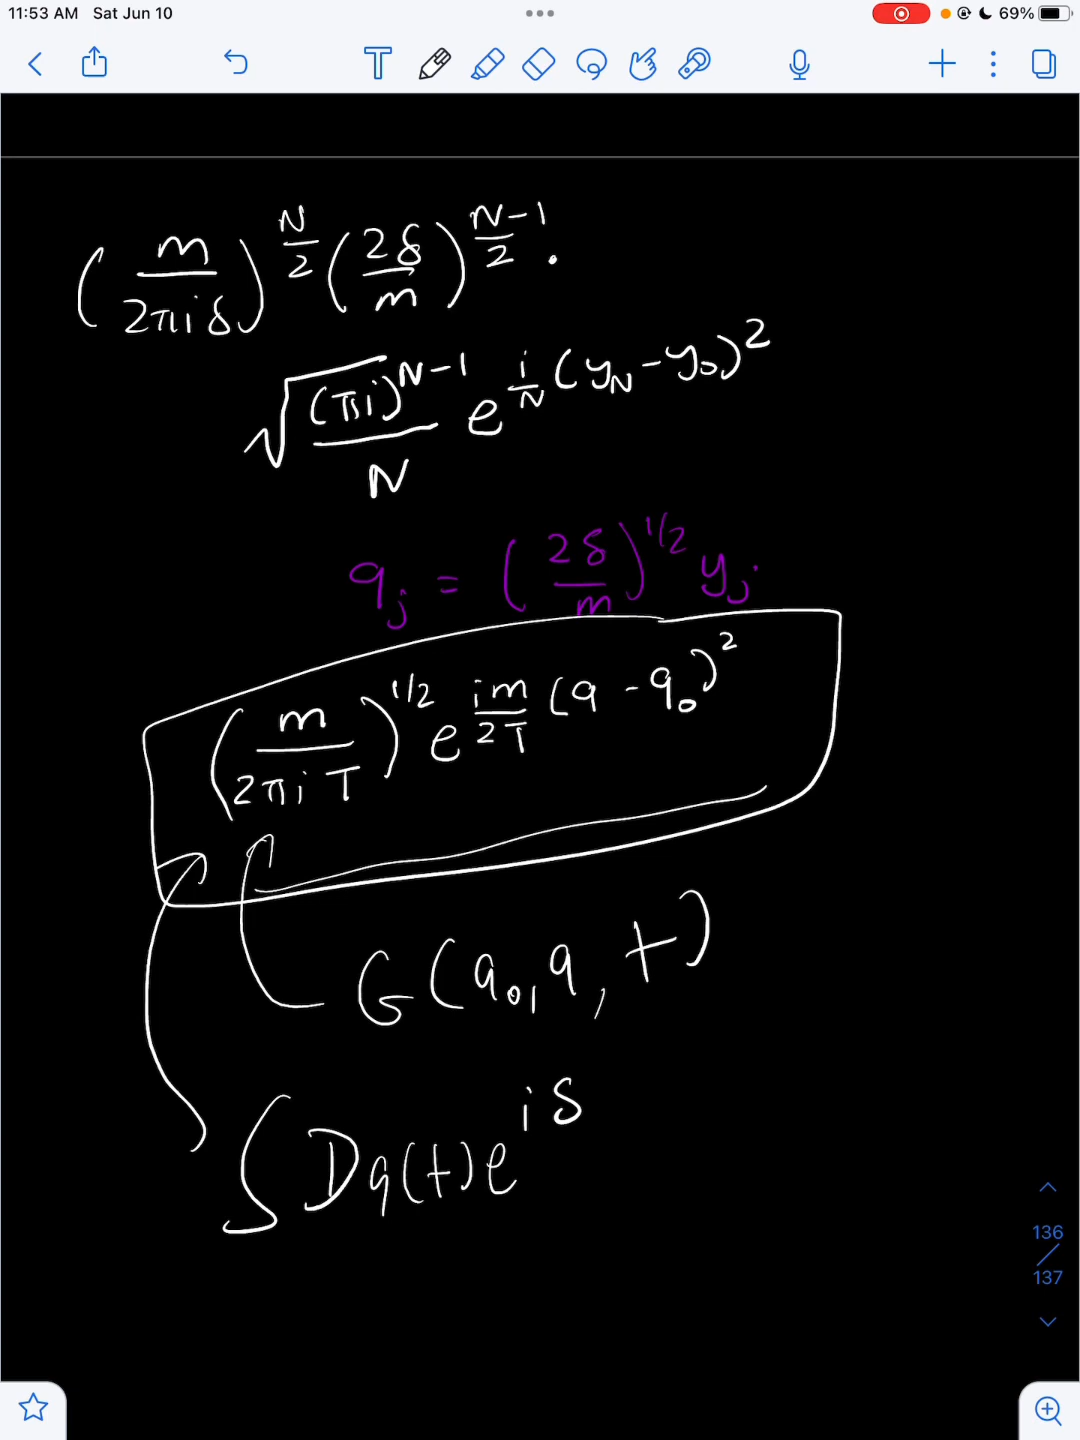 11:53 AM Sat Jun 10
69%
T
(m/2πiδ)^(N/2) (2δ/m)^((N-1)/2) ·
√((πi)^(N-1)/N) e^(i/N (y_N - y_0)^2)
q_j = (2δ/m)^(1/2) y_j
(m/2πiT)^(1/2) e^(im/2T (q - q_0)^2)
G(q_0, q, t)
∫ Dq(t) e^(iS)
136
/
137